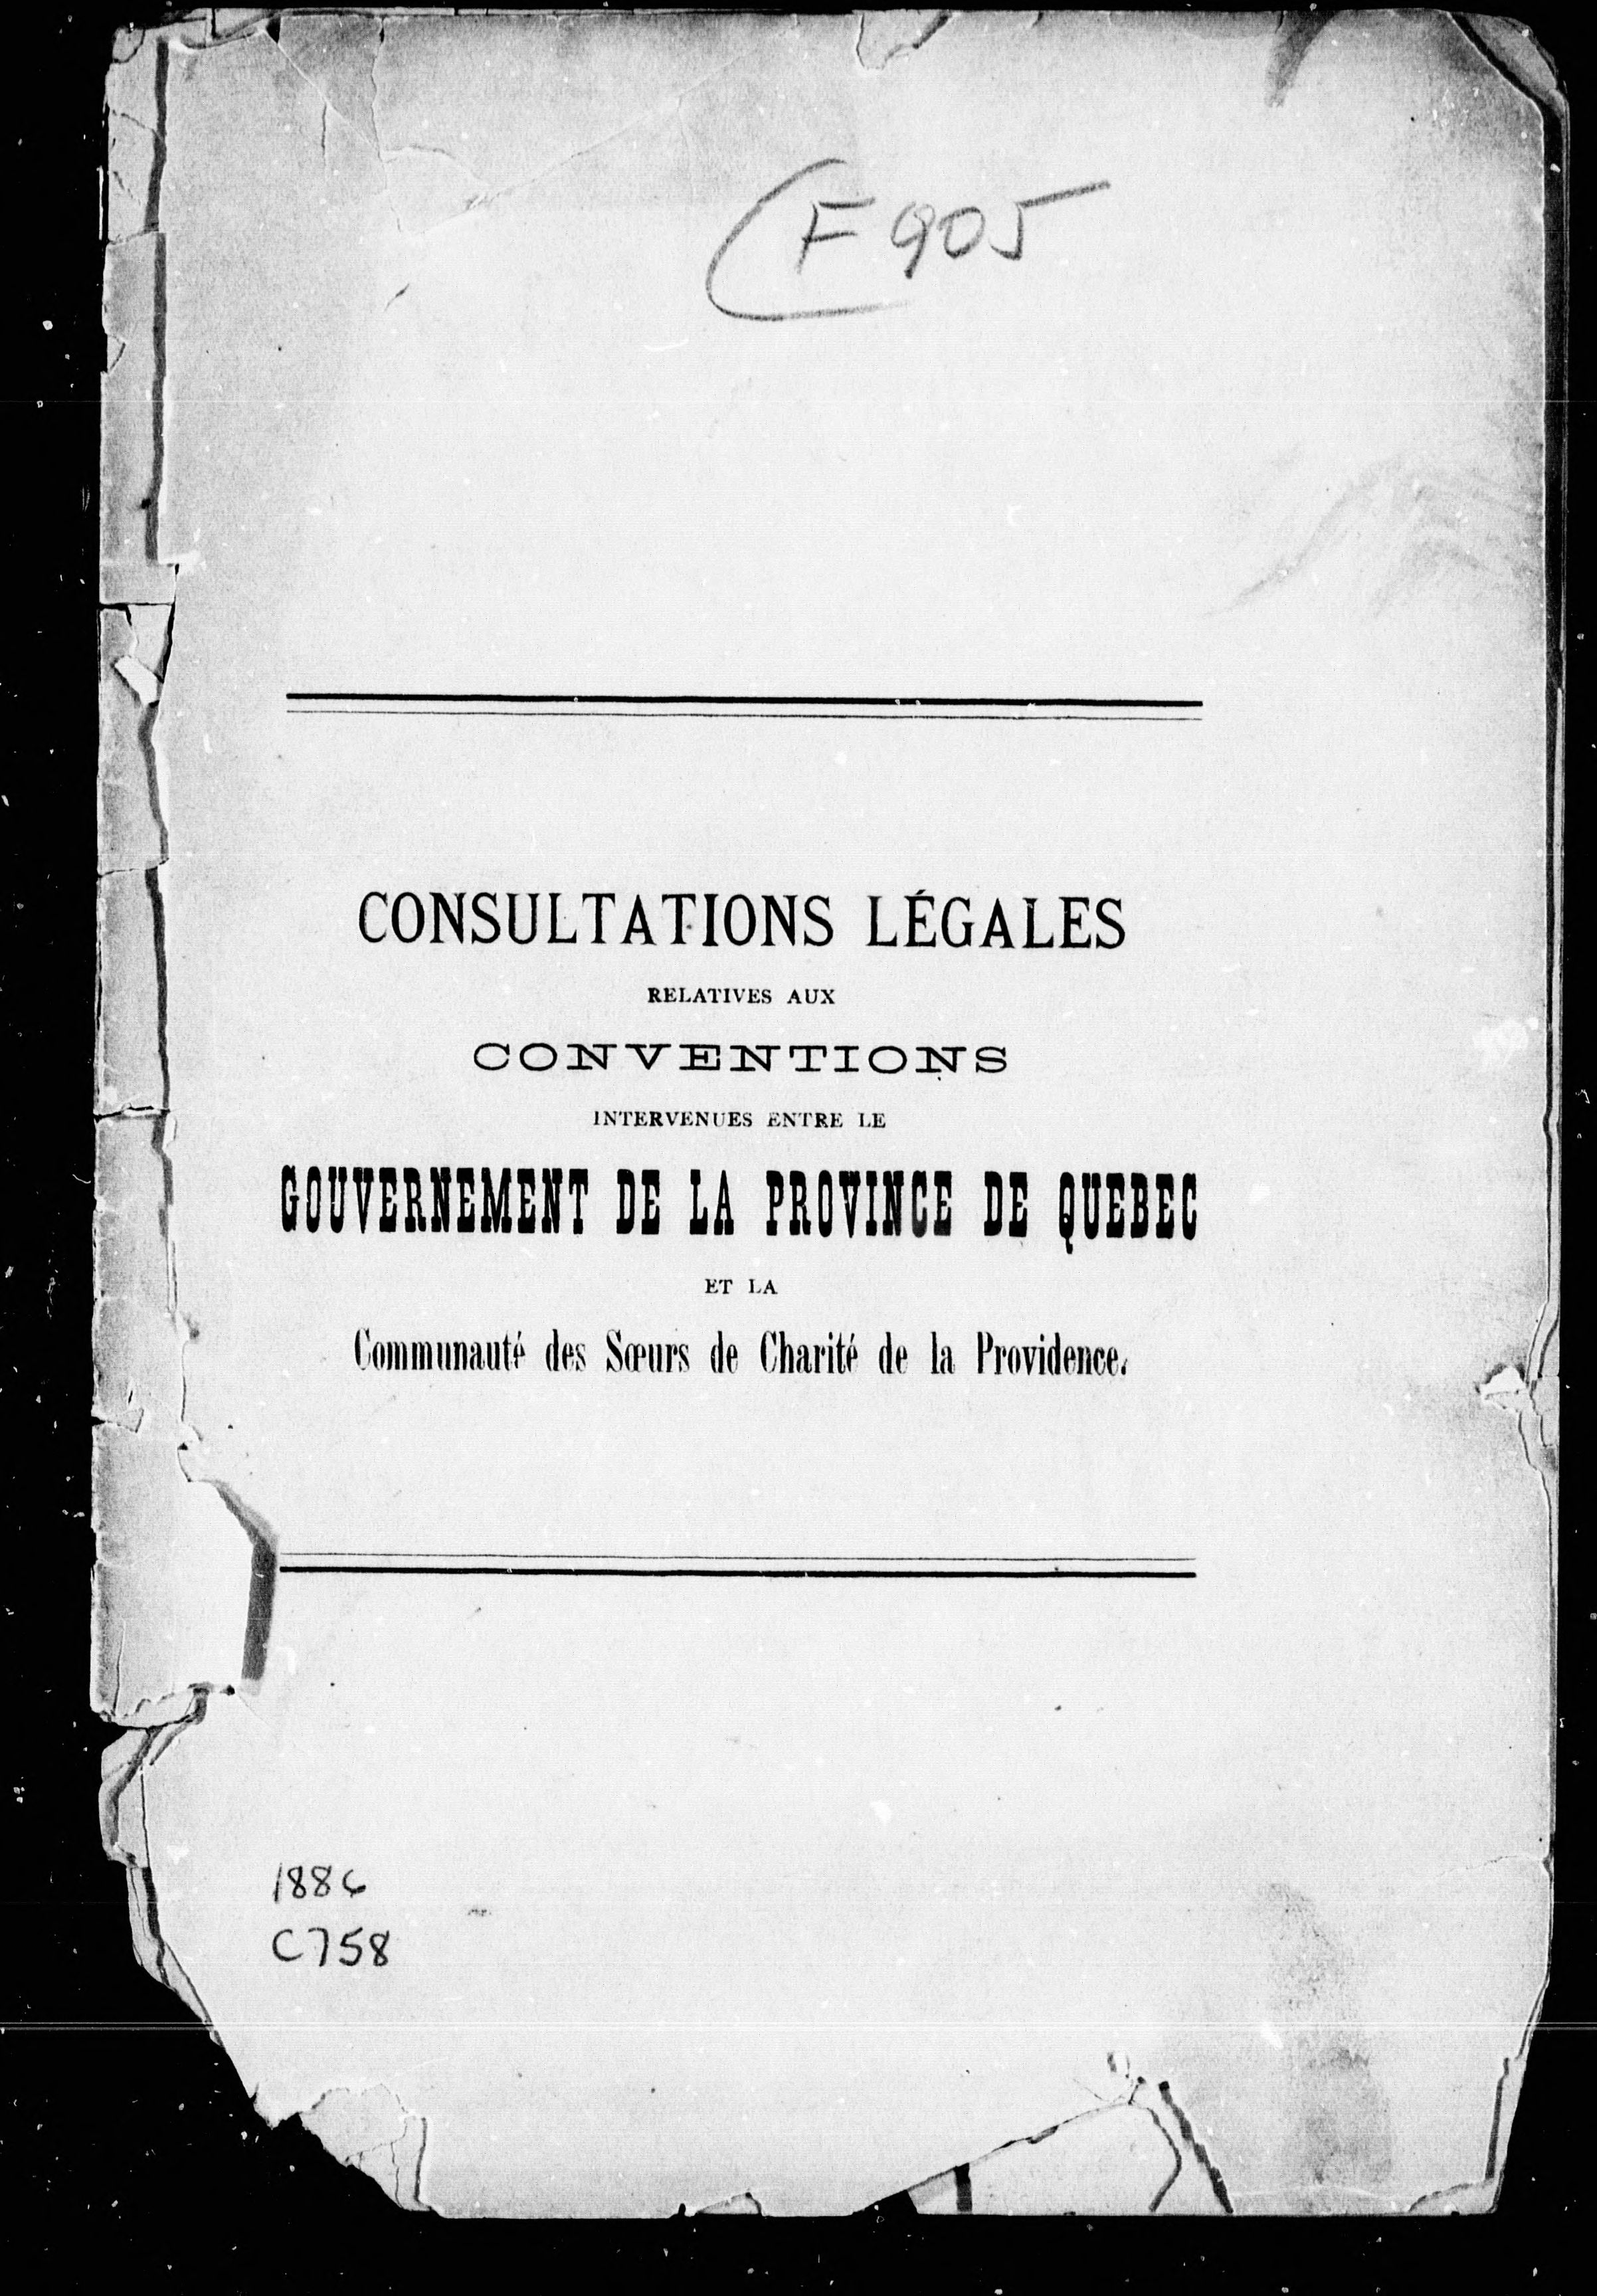 F 905
CONSULTATIONS LÉGALES
RELATIVES AUX
CONVENTIONS
INTERVENUES ENTRE LE
GOUVERNEMENT DE LA PROVINCE DE QUEBEC
ET LA
Communauté des Sœurs de Charité de la Providence.
1886
C758